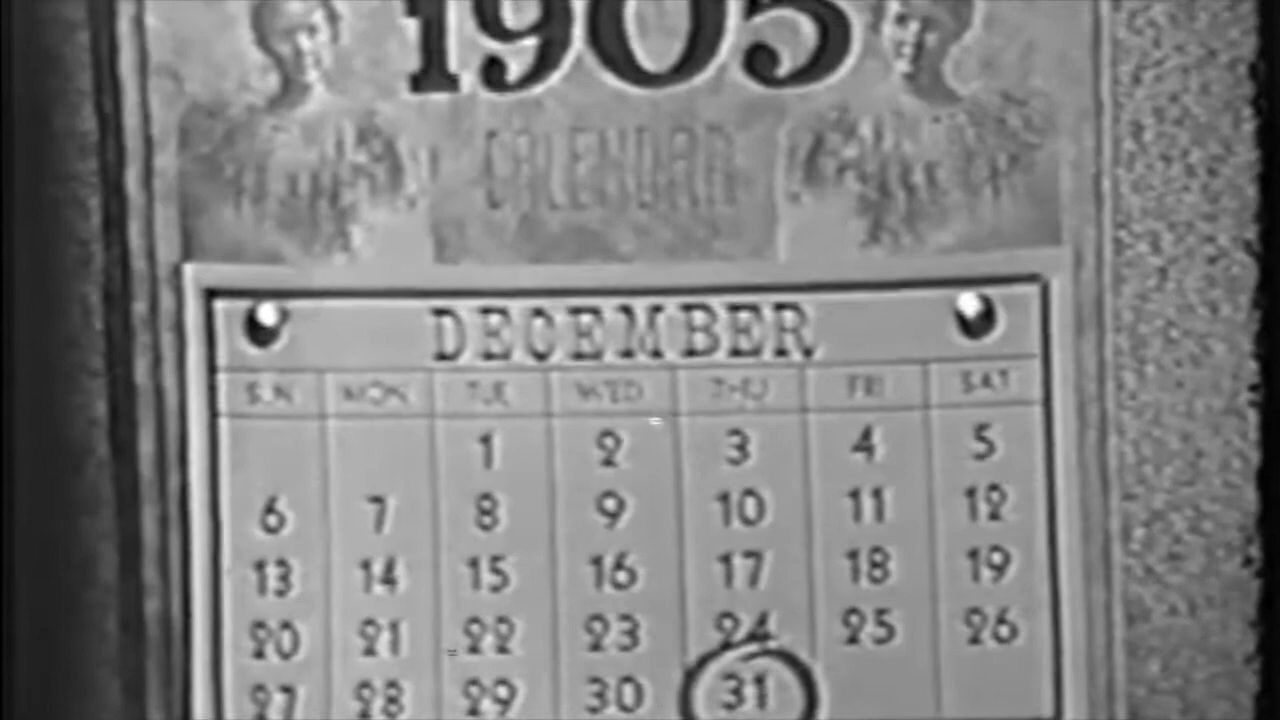 1905
CALENDAR
DECEMBER
SUN MON TUE WED THU FRI SAT
1 2 3 4 5
6 7 8 9 10 11 12
13 14 15 16 17 18 19
20 21 22 23 24 25 26
27 28 29 30 31